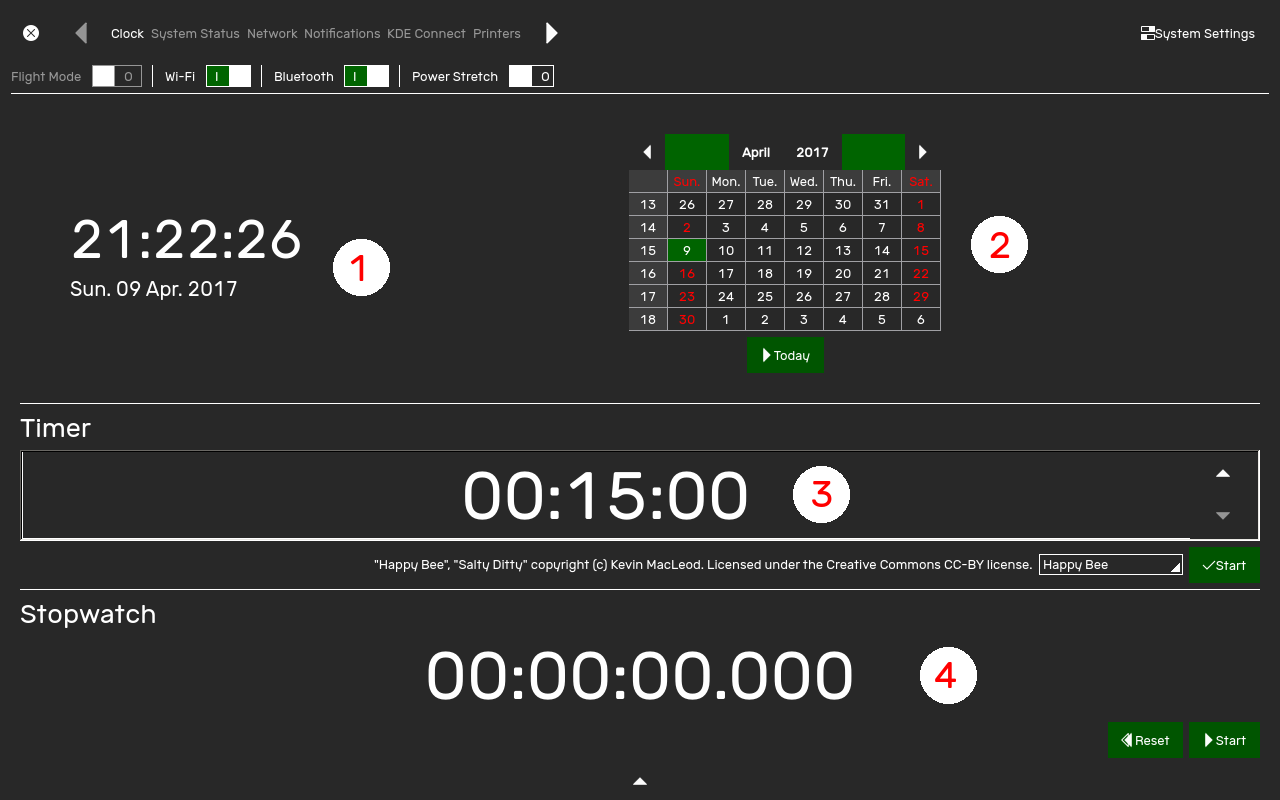 Clock System Status Network Notifications KDE Connect Printers System Settings
Flight Mode O Wi-Fi I Bluetooth I Power Stretch O
April 2017
Sun. Mon. Tue. Wed. Thu. Fri. Sat.
13 26 27 28 29 30 31 1
14 2 3 4 5 6 7 8
15 9 10 11 12 13 14 15
16 16 17 18 19 20 21 22
17 23 24 25 26 27 28 29
18 30 1 2 3 4 5 6
Today
21:22:26
Sun. 09 Apr. 2017
1
2
Timer
00:15:00
3
"Happy Bee", "Salty Ditty" copyright (c) Kevin MacLeod. Licensed under the Creative Commons CC-BY license. Happy Bee Start
Stopwatch
00:00:00.000
4
Reset Start